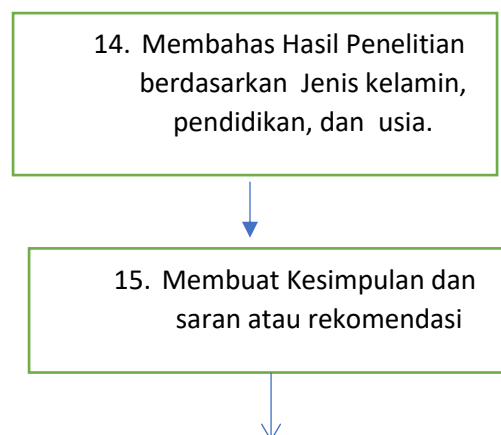 14. Membahas Hasil Penelitian
berdasarkan Jenis kelamin,
pendidikan, dan usia.
15. Membuat Kesimpulan dan
saran atau rekomendasi